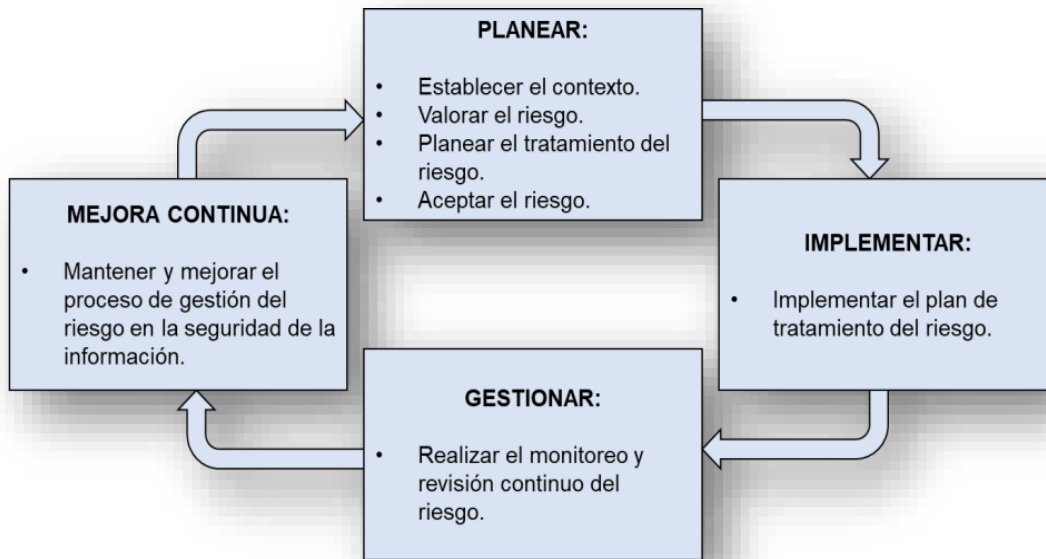 PLANEAR:
• Establecer el contexto.
• Valorar el riesgo.
• Planear el tratamiento del
riesgo.
• Aceptar el riesgo.
IMPLEMENTAR:
• Implementar el plan de
tratamiento del riesgo.
GESTIONAR:
• Realizar el monitoreo y
revisión continuo del
riesgo.
MEJORA CONTINUA:
• Mantener y mejorar el
proceso de gestión del
riesgo en la seguridad de la
información.